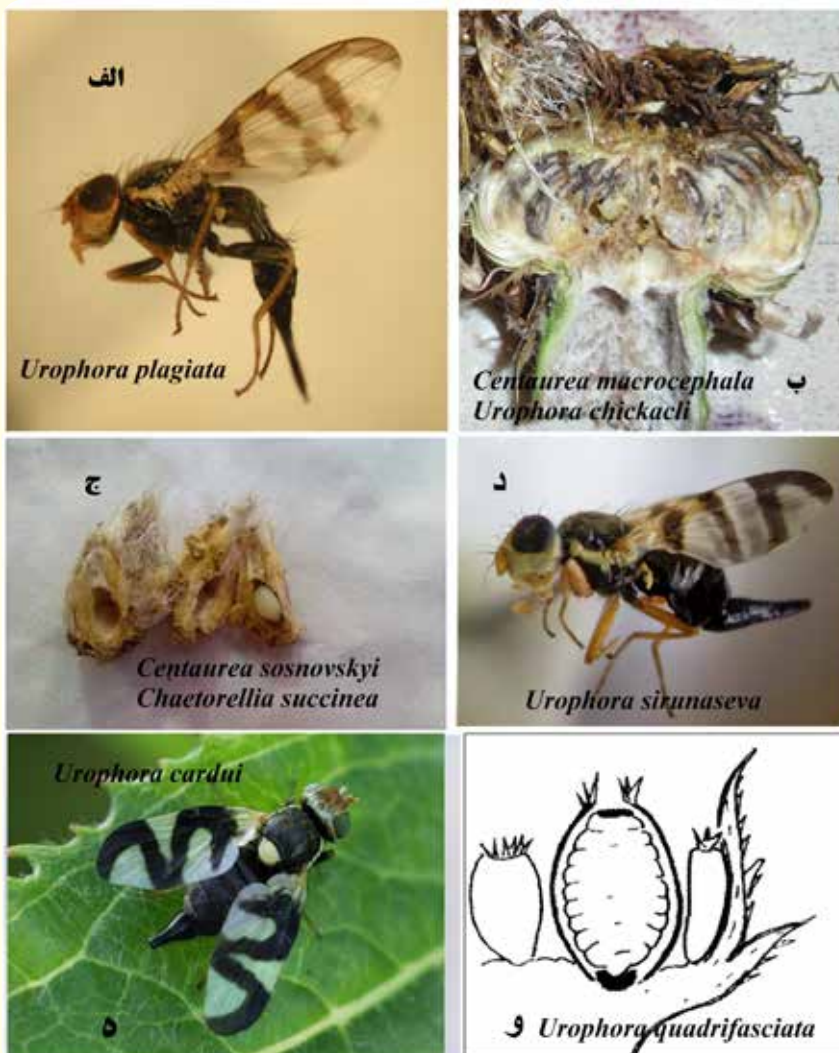 الف
Urophora plagiata
Centaurea macrocephala
ب
Urophora chickacli
ج
Centaurea sosnovskyi
Chaetorellia succinea
د
Urophora sirunaseva
Urophora cardui
ه
و
Urophora quadrifasciata